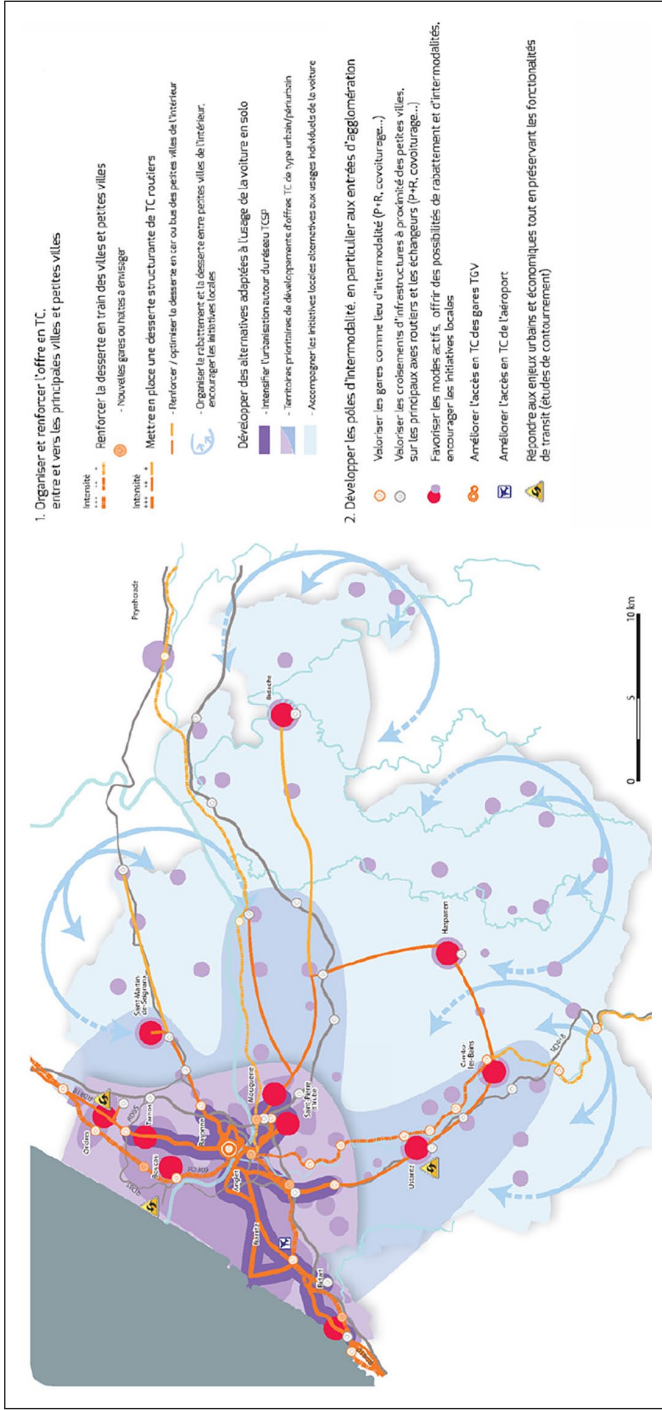 1. Organiser et renforcer l'offre en TC,
entre et vers les principales villes et petites villes
Intensité
+++ ++ +
Renforcer la desserte en train des villes et petites villes
- Nouvelles gares ou haltes à envisager
Intensité
+++ ++ +
Mettre en place une desserte structurante de TC routiers
- Renforcer / optimiser la desserte en car ou bus des petites villes de l'intérieur
- Organiser le rabattement et la desserte entre petites villes de l'intérieur,
encourager les initiatives locales
Développer des alternatives adaptées à l'usage de la voiture en solo
- Intensifier l'urbanisation autour du réseau TCSP
- Territoires prioritaires de développements d'offres TC de type urbain/périurbain
- Accompagner les initiatives locales alternatives aux usages individuels de la voiture
2. Développer les pôles d'intermodalité, en particulier aux entrées d'agglomération
Valoriser les gares comme lieu d'intermodalité (P+R, covoiturage...)
Valoriser les croisements d'infrastructures à proximité des petites villes,
sur les principaux axes routiers et les échangeurs (P+R, covoiturage...)
Favoriser les modes actifs, offrir des possibilités de rabattement et d'intermodalités,
encourager les initiatives locales
Améliorer l'accès en TC des gares TGV
Améliorer l'accès en TC de l'aéroport
Répondre aux enjeux urbains et économiques tout en préservant les fonctionalités
de transit (études de contournement)
Peyrehorade
Saint-Martin
de-Seignanx
Ondres
Tarnos
Boucau
Bayonne
Anglet
Biarritz
Bidart
Mouguerre
Saint-Pierre
d'Irube
Bidache
Hasparren
Cambo
les-Bains
Ustaritz
RD810
RD918
0
5
10 km